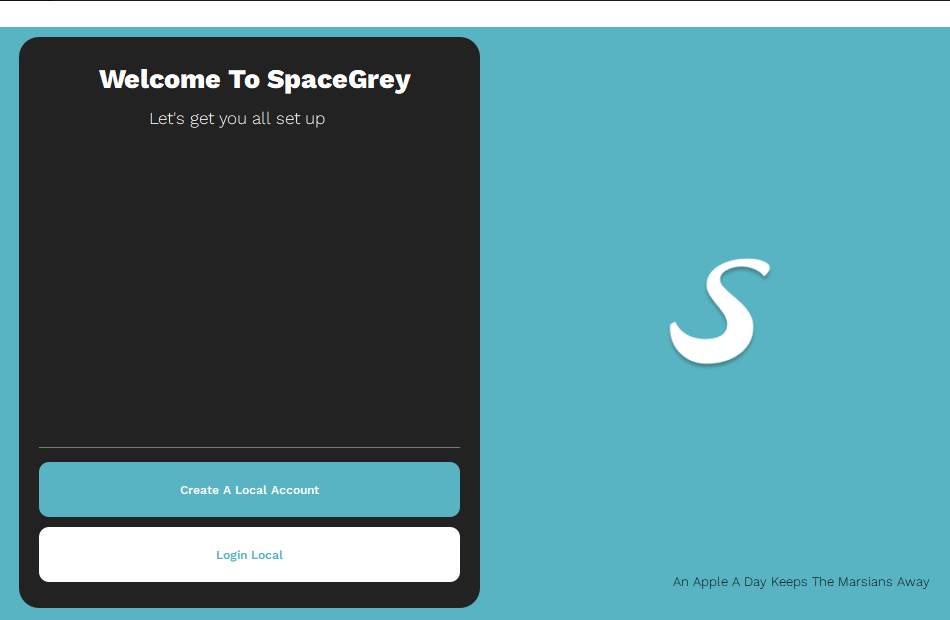 Welcome To SpaceGrey
Let's get you all set up
Create A Local Account
Login Local
S
An Apple A Day Keeps The Marsians Away